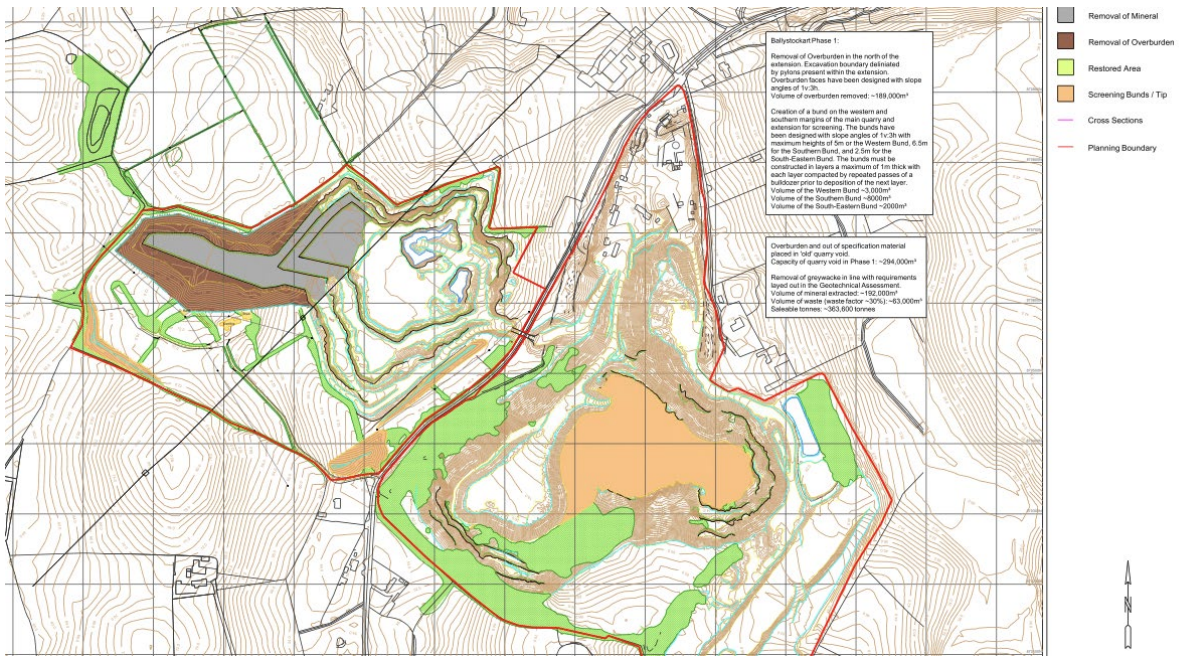 Removal of Mineral
Removal of Overburden
Restored Area
Screening Bunds / Tip
Cross Sections
Planning Boundary
Ballystockart Phase 1:
Removal of Overburden in the north of the
extension. Excavation boundary deliniated
by pylons present within the extension.
Overburden faces have been designed with slope
angles of 1v:3h.
Volume of overburden removed: ~189,000m³
Creation of a bund on the western and
southern margins of the main quarry and
extension for screening. The bunds have
been designed with slope angles of 1v:3h with
maximum heights of 5m or the Western Bund, 6.5m
for the Southern Bund, and 2.5m for the
South-Eastern Bund. The bunds must be
constructed in layers a maximum of 1m thick with
each layer compacted by repeated passes of a
bulldozer prior to deposition of the next layer.
Volume of the Western Bund ~3,000m³
Volume of the Southern Bund ~8000m³
Volume of the South-Eastern Bund ~2000m³
Overburden and out of specification material
placed in 'old' quarry void.
Capacity of quarry void in Phase 1: ~294,000m³
Removal of greywacke in line with requirements
layed out in the Geotechnical Assessment.
Volume of mineral extracted: ~192,000m³
Volume of waste (waste factor ~30%): ~63,000m³
Saleable tonnes: ~363,600 tonnes
N